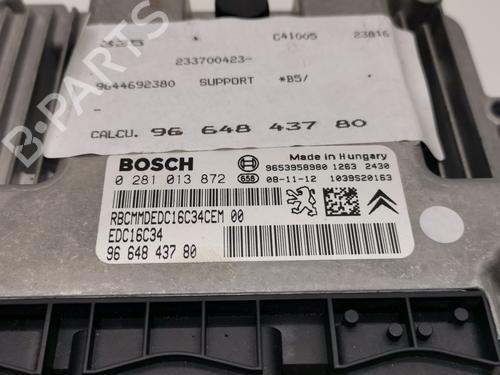 325 * C41005 23816
233700423-
9644692380 SUPPORT *B5/
-
CALCU. 96 648 437 80
BOSCH
Made in Hungary
9653958980 1263 2430
0 281 013 872 656 08-11-12 1039S20163
RBCMMDEDC16C34CEM 00
EDC16C34
96 648 437 80
B-PARTS